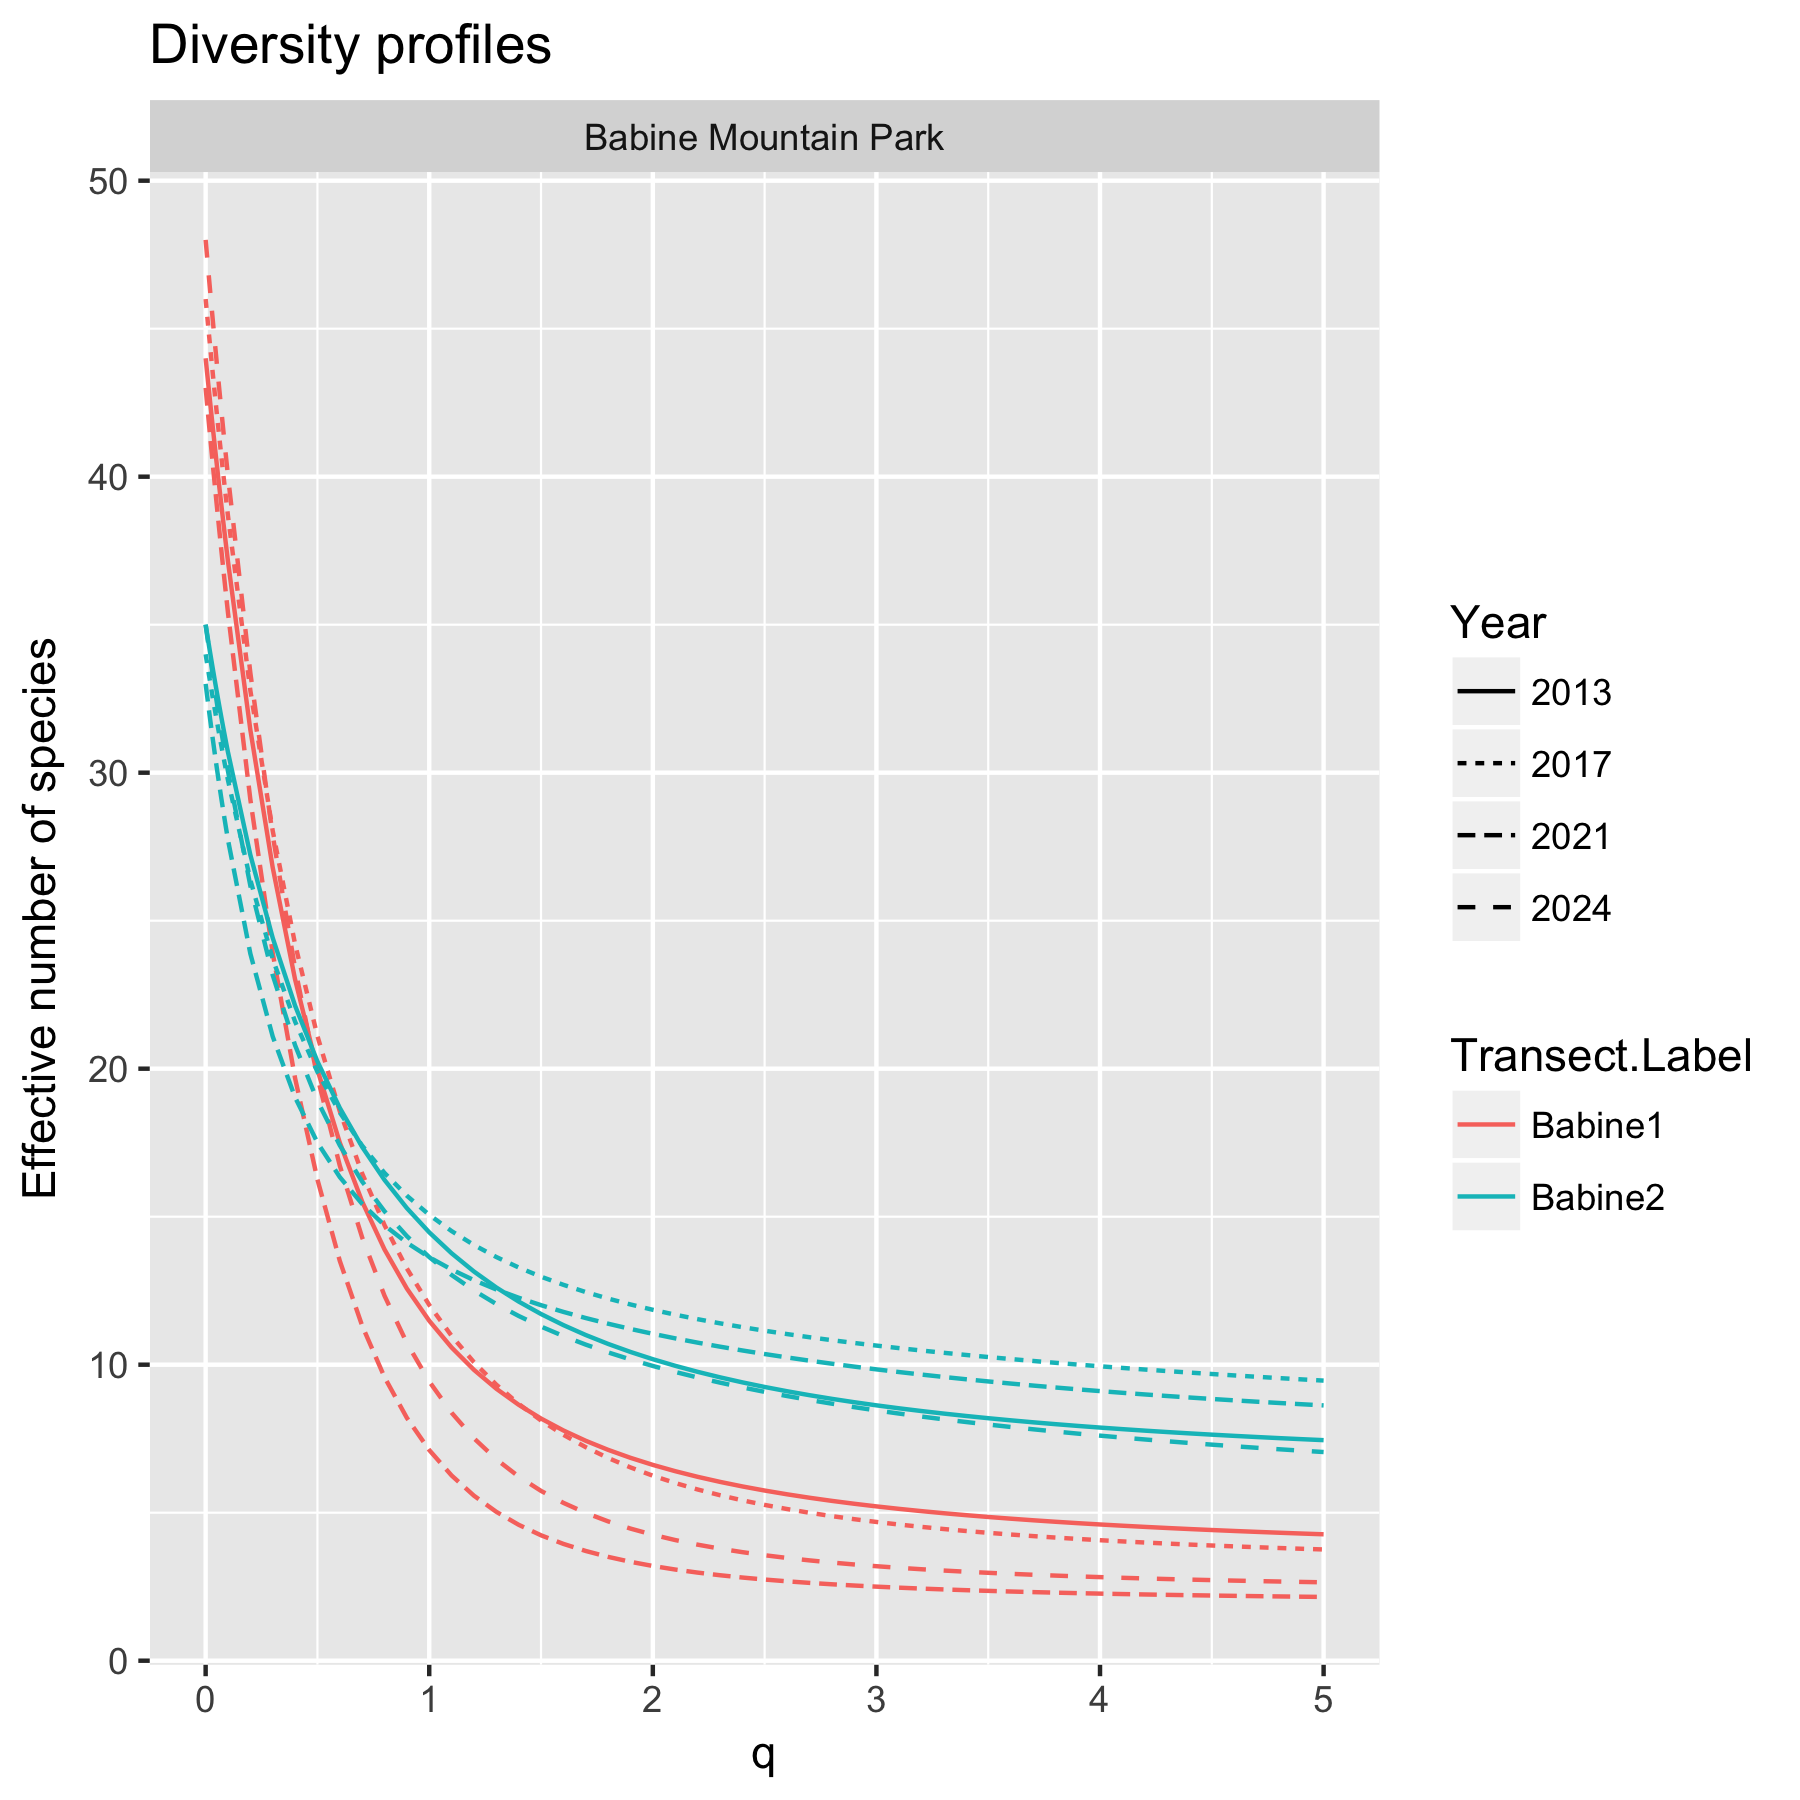 Diversity profiles
Babine Mountain Park
50
40
30
20
10
0
Effective number of species
0 1 2 3 4 5
q
Year
2013
2017
2021
2024
Transect.Label
Babine1
Babine2